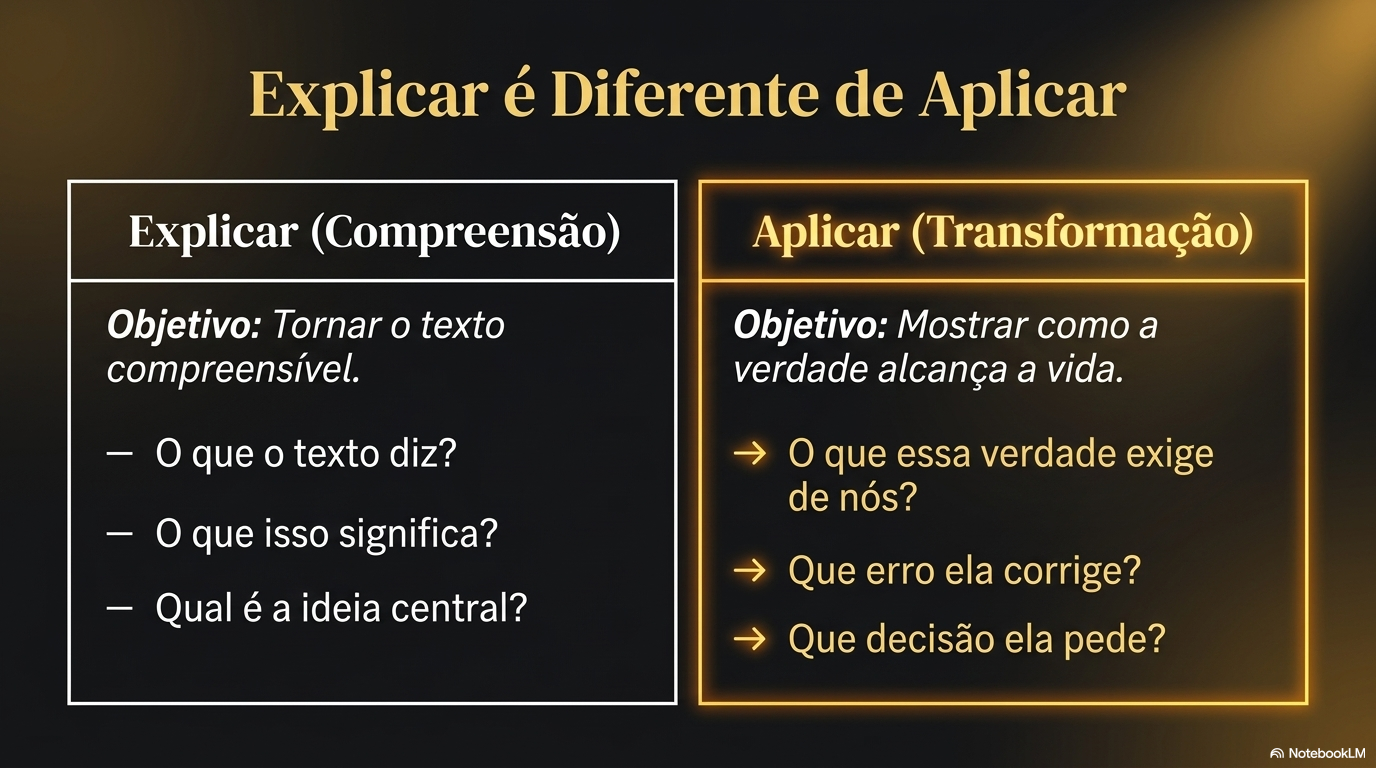 Explicar é Diferente de Aplicar
Explicar (Compreensão)
Objetivo: Tornar o texto
compreensível.
— O que o texto diz?
— O que isso significa?
— Qual é a ideia central?
Aplicar (Transformação)
Objetivo: Mostrar como a
verdade alcança a vida.
→ O que essa verdade exige
de nós?
→ Que erro ela corrige?
→ Que decisão ela pede?
NotebookLM